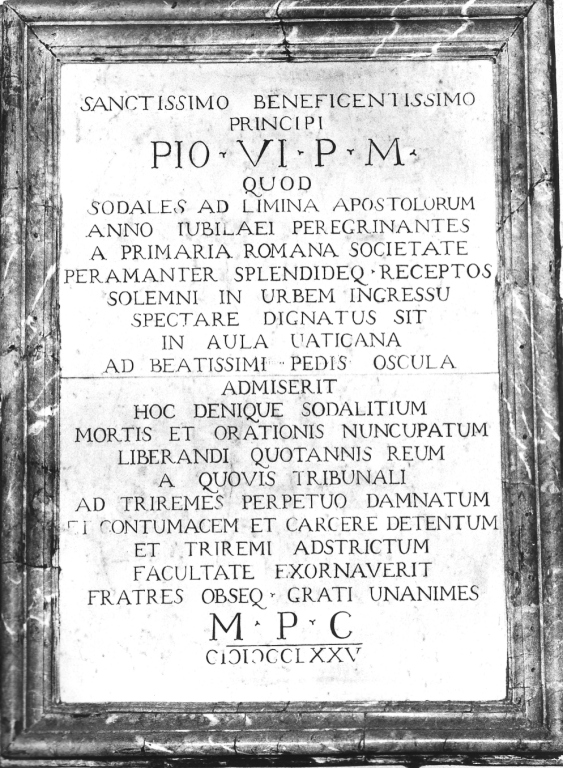 SANCTISSIMO BENEFICENTISSIMO
PRINCIPI
PIO · VI · P · M ·
QUOD
SODALES AD LIMINA APOSTOLORUM
ANNO IUBILAEI PEREGRINANTES
A PRIMARIA ROMANA SOCIETATE
PERAMANTER SPLENDIDEQ · RECEPTOS
SOLEMNI IN URBEM INGRESSU
SPECTARE DIGNATUS SIT
IN AULA VATICANA
AD BEATISSIMI PEDIS OSCULA
ADMISERIT
HOC DENIQUE SODALITIUM
MORTIS ET ORATIONIS NUNCUPATUM
LIBERANDI QUOTANNIS REUM
A QUOVIS TRIBUNALI
AD TRIREMES PERPETUO DAMNATUM
ET CONTUMACEM ET CARCERE DETENTUM
ET TRIREMI ADSTRICTUM
FACULTATE EXORNAVERIT
FRATRES OBSEQ · GRATI UNANIMES
M · P · C
CIƆIƆCCLXXV